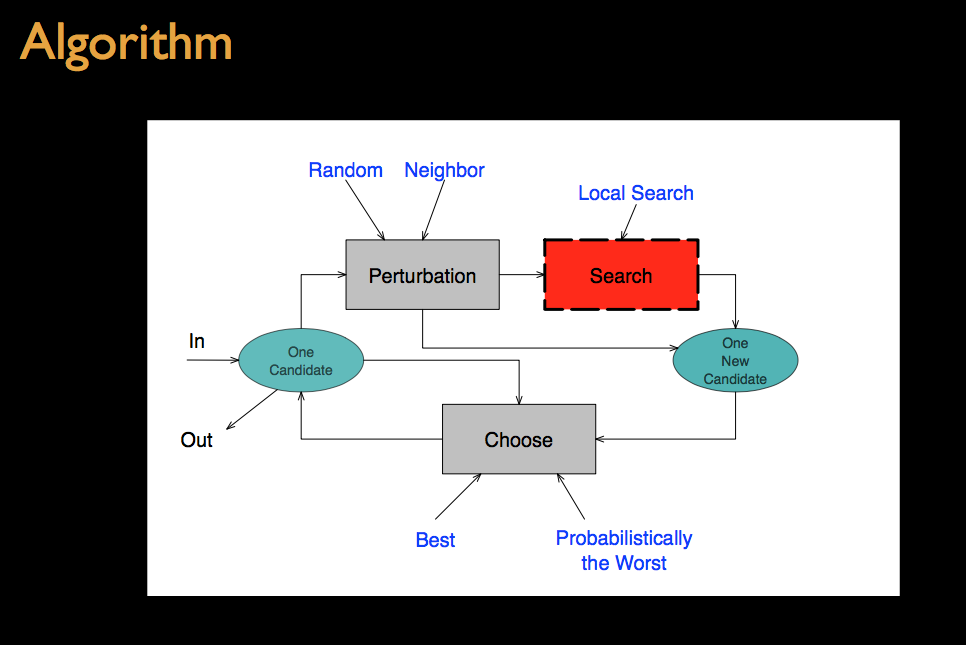 Algorithm
Random
Neighbor
Local Search
Perturbation
Search
In
One
Candidate
One
New
Candidate
Out
Choose
Best
Probabilistically
the Worst